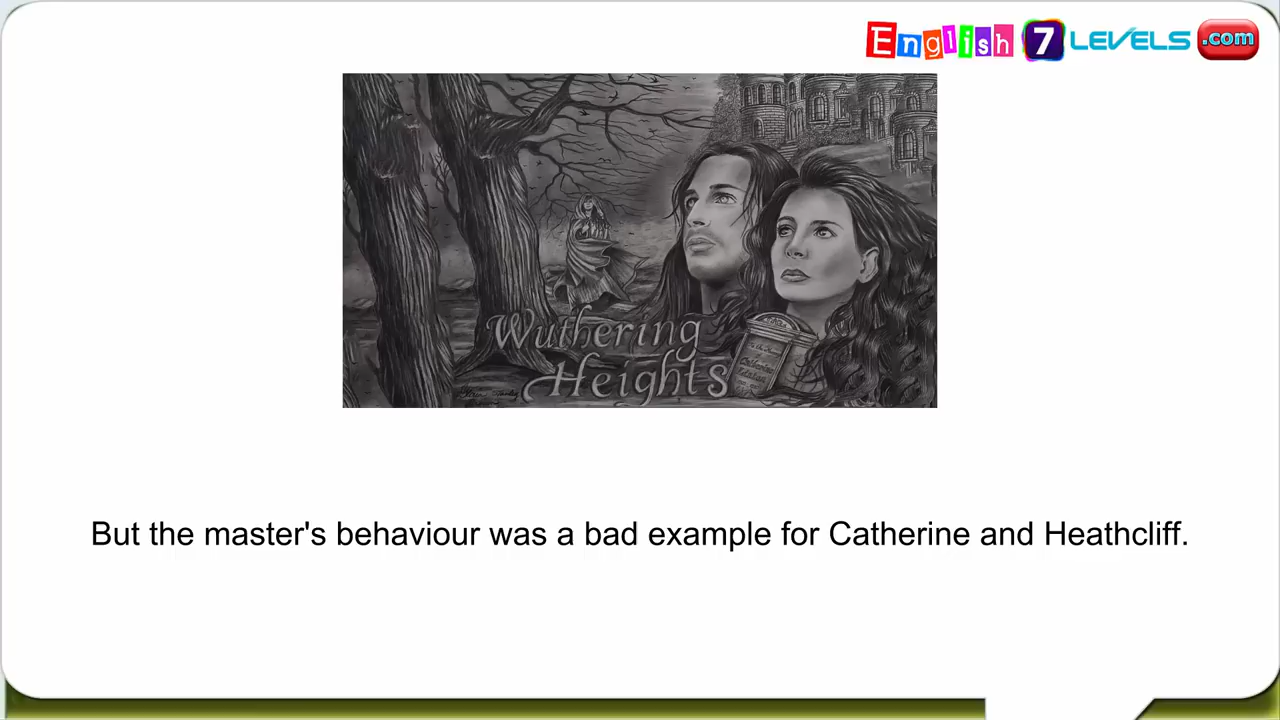 English 7 LEVELS .com
Wuthering
Heights
But the master's behaviour was a bad example for Catherine and Heathcliff.